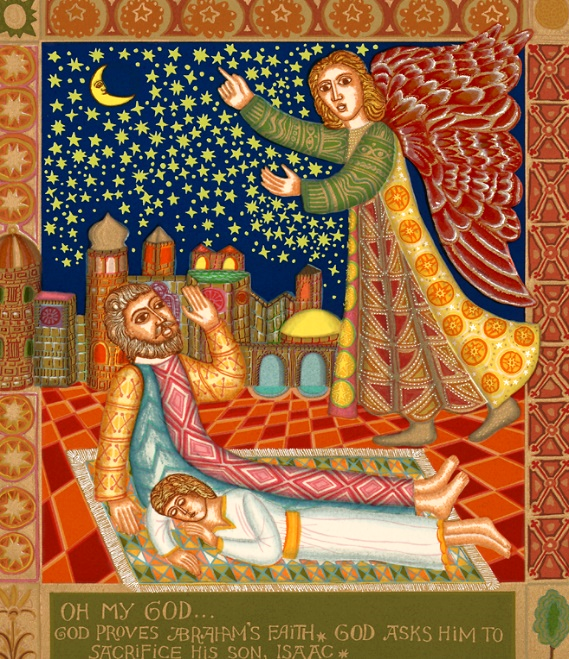 OH MY GOD...
GOD PROVES ABRAHAM'S FAITH* GOD ASKS HIM TO
SACRIFICE HIS SON, ISAAC*